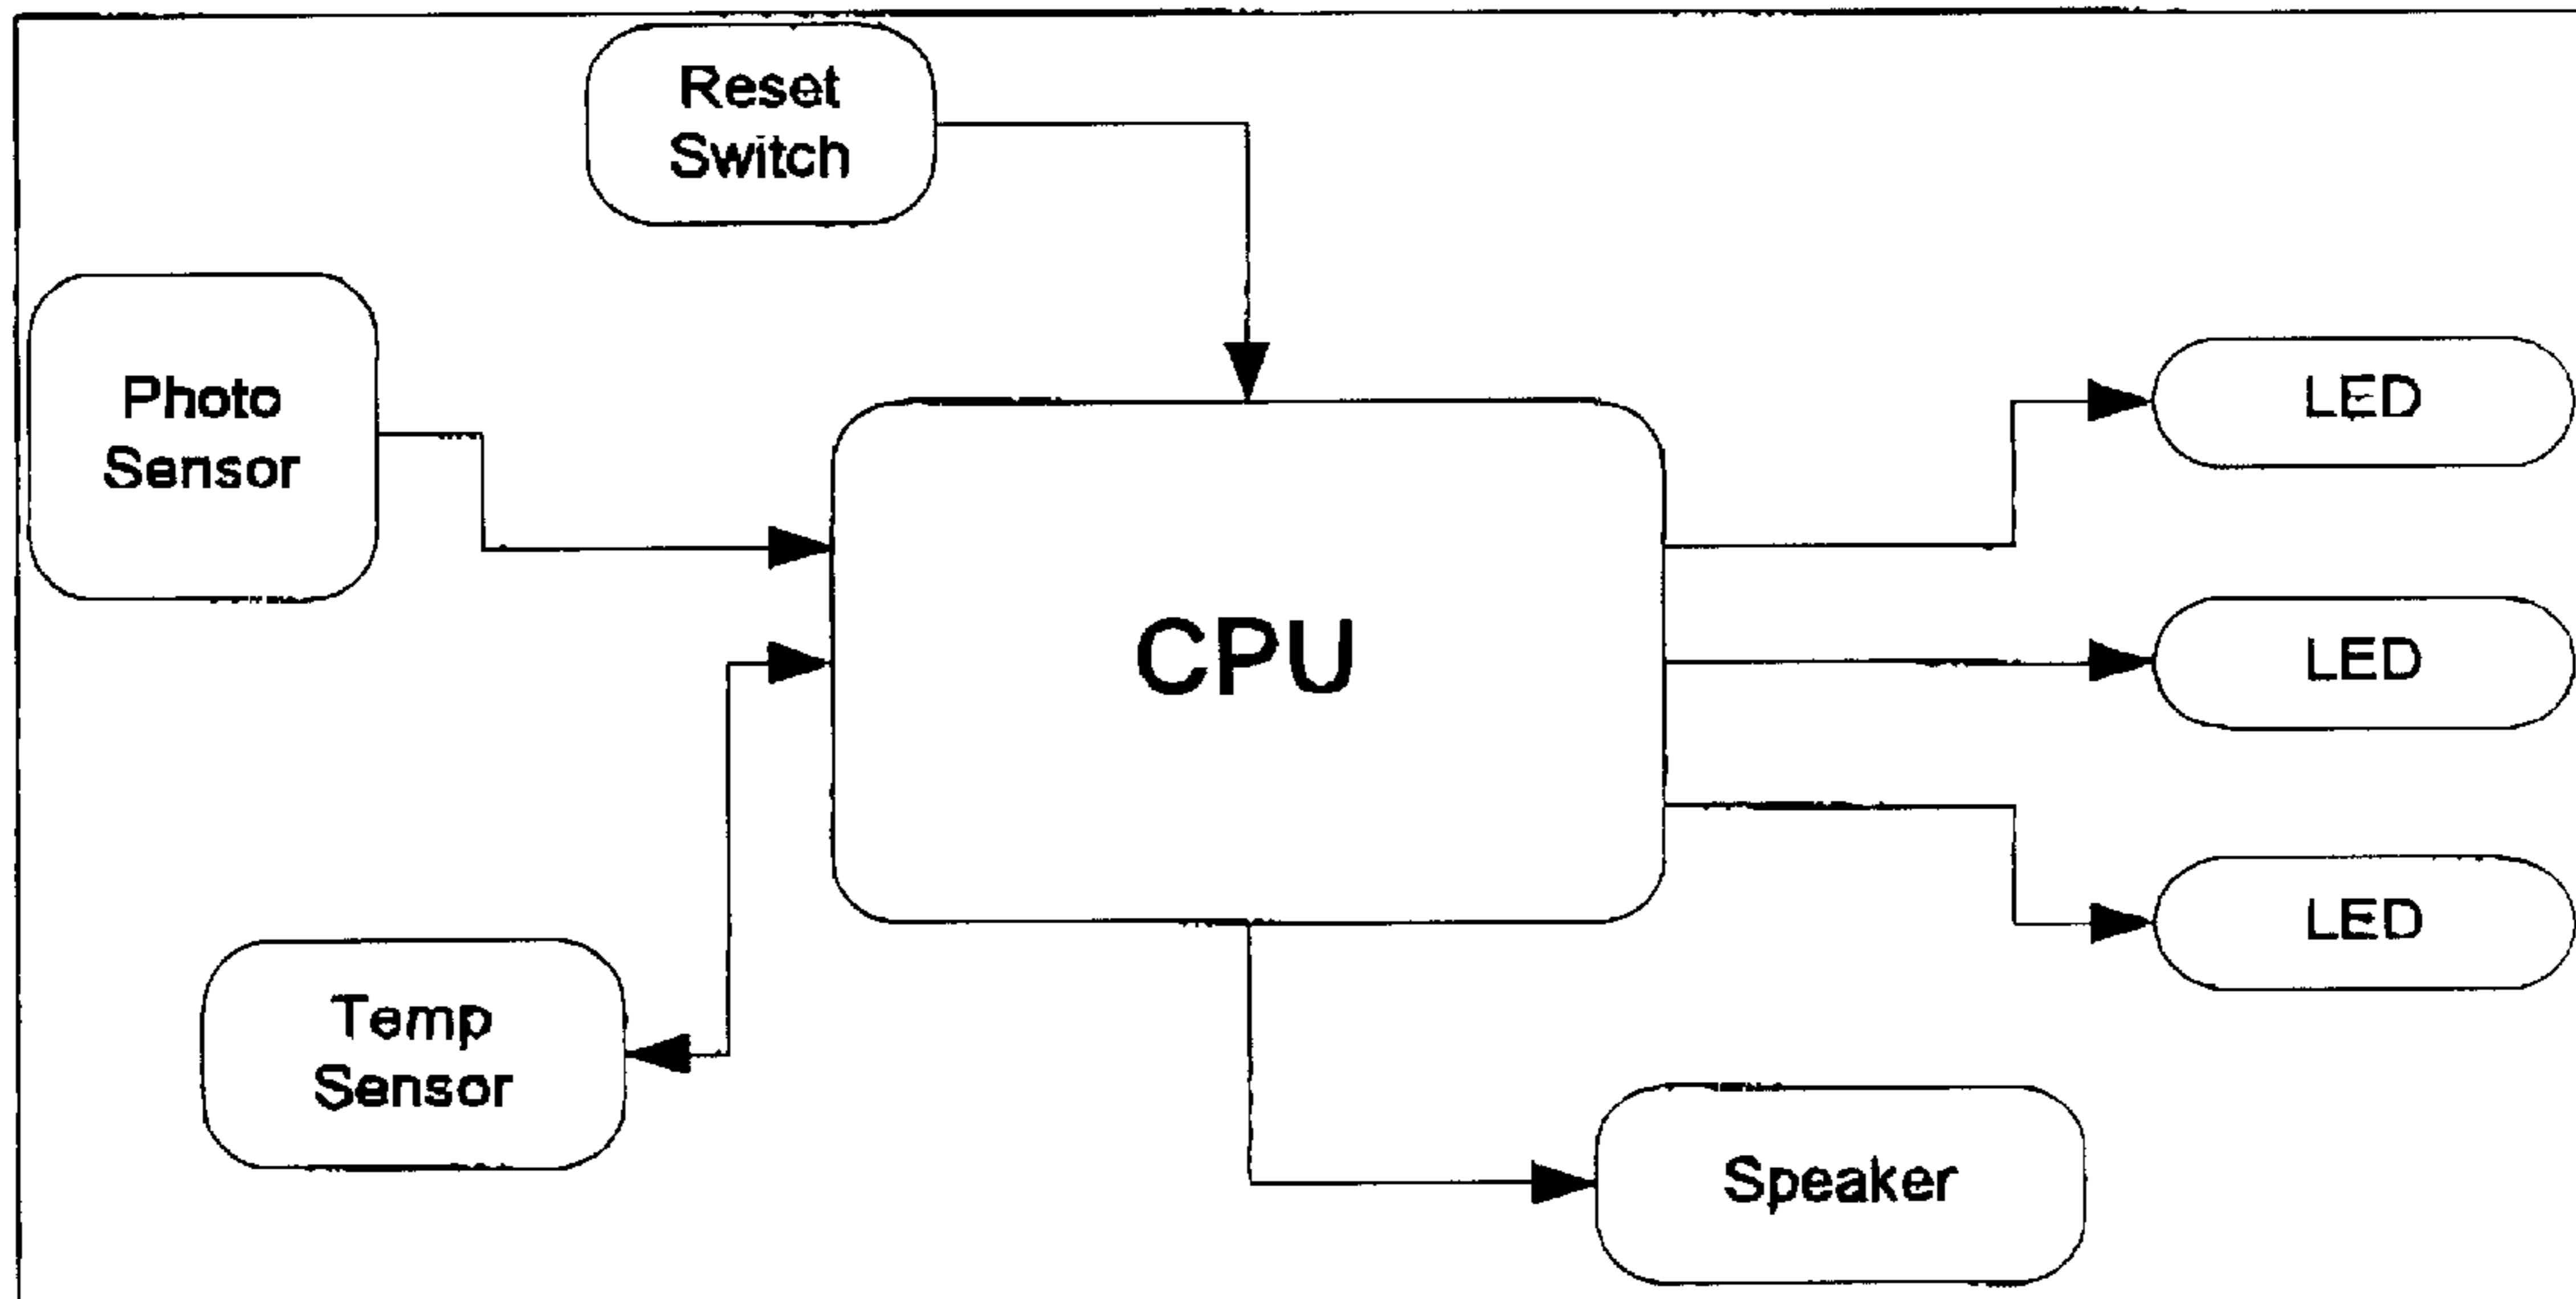 Reset
Switch
Photo
Sensor
LED
CPU
LED
LED
Temp
Sensor
Speaker